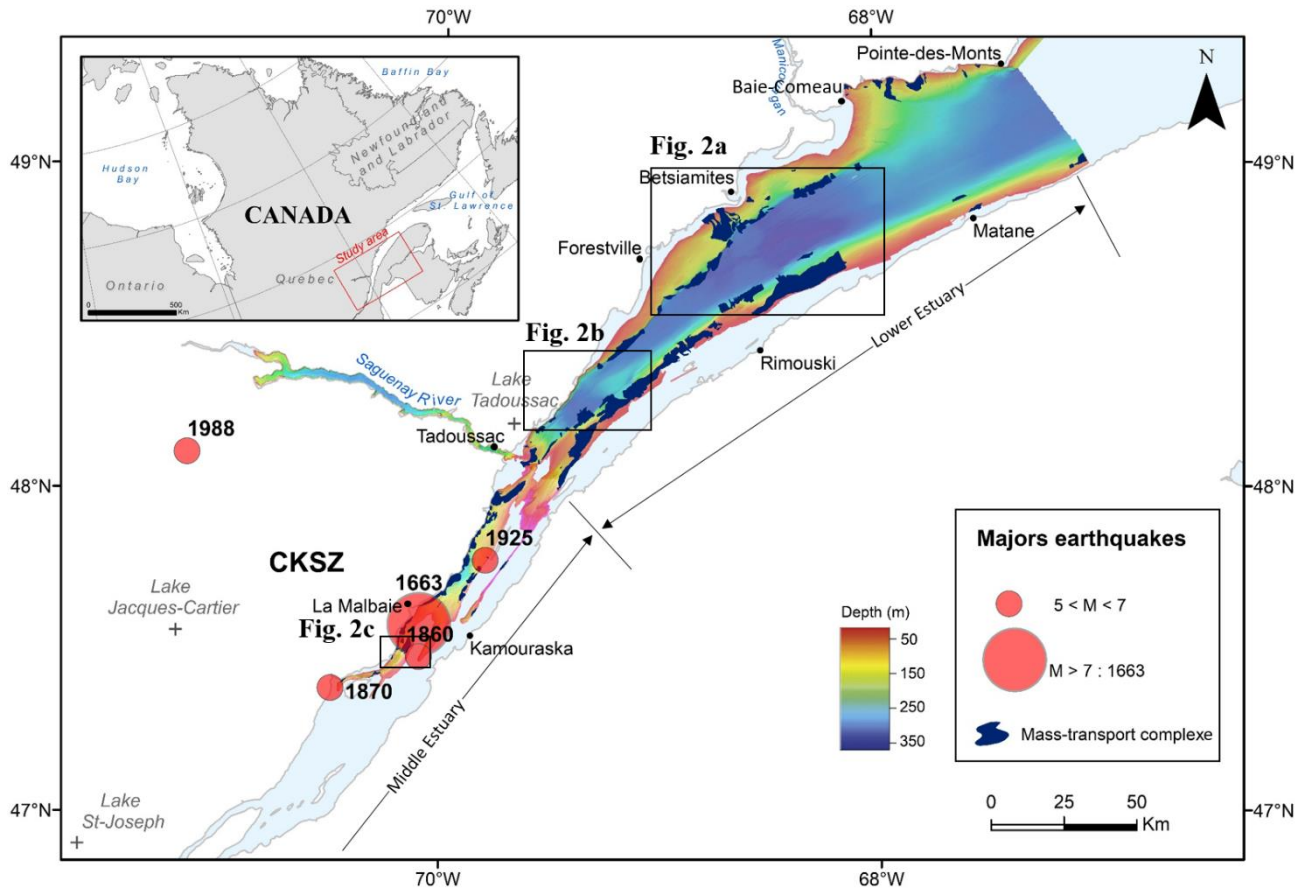 70°W
68°W
Baffin Bay
Newfoundland
and Labrador
Hudson
Bay
Gulf of
St. Lawrence
CANADA
Study area
Ontario
Quebec
0
500
Km
Manicouagan
Pointe-des-Monts
Baie-Comeau
N
49°N
49°N
Fig. 2a
Betsiamites
Forestville
Matane
Lower Estuary
Fig. 2b
Rimouski
Saguenay River
Lake
Tadoussac
Tadoussac
1988
48°N
48°N
CKSZ
1925
1663
La Malbaie
Lake
Jacques-Cartier
Fig. 2c
1860
Kamouraska
1870
Middle Estuary
Depth (m)
50
150
250
350
Majors earthquakes
5 < M < 7
M > 7 : 1663
Mass-transport complexe
Lake
St-Joseph
47°N
47°N
0 25 50
Km
70°W
68°W